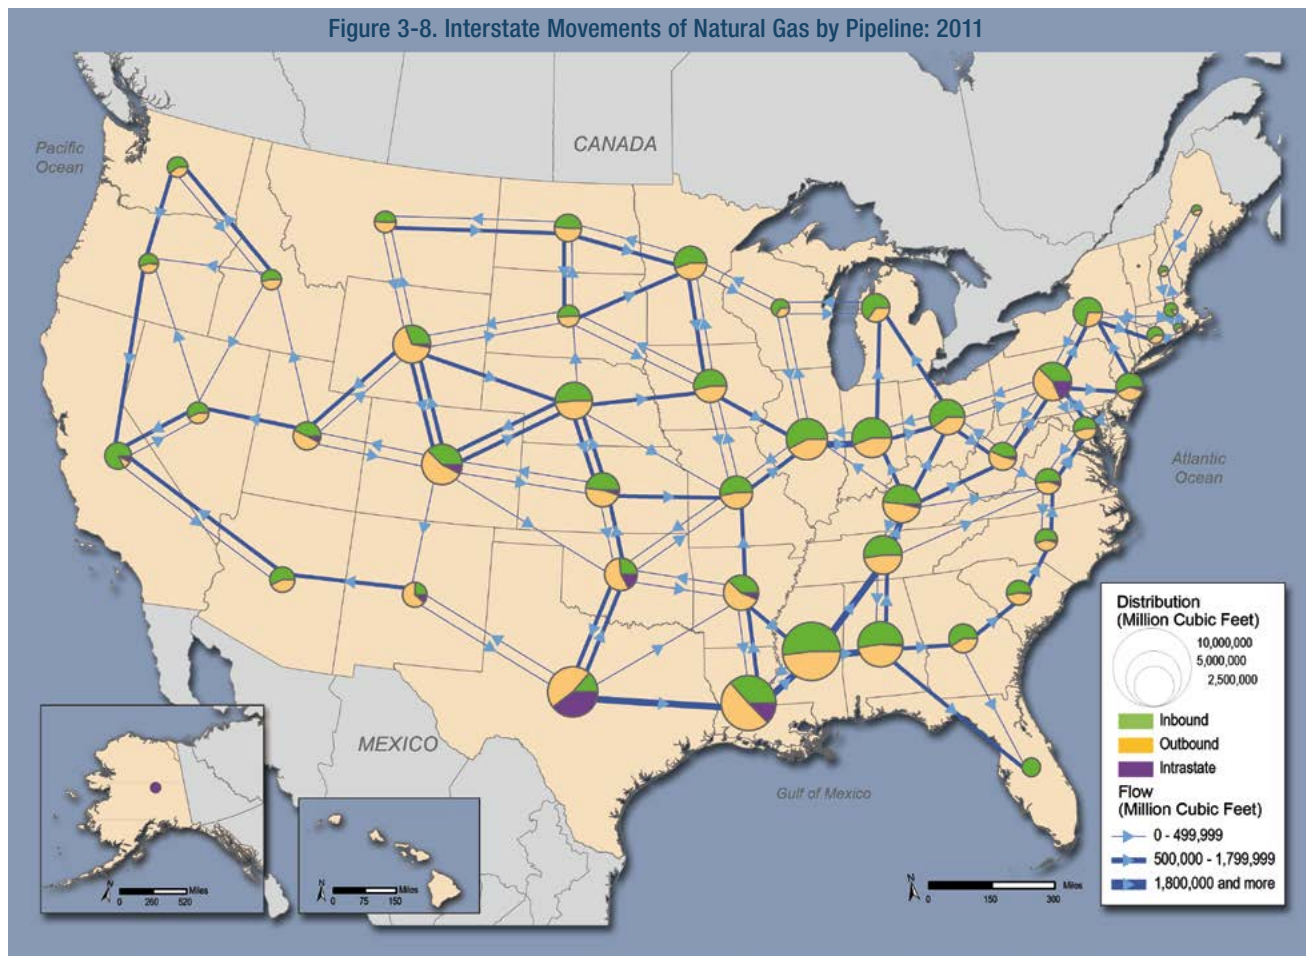 Figure 3-8. Interstate Movements of Natural Gas by Pipeline: 2011
CANADA
Pacific
Ocean
Atlantic
Ocean
MEXICO
Gulf of Mexico
Distribution
(Million Cubic Feet)
10,000,000
5,000,000
2,500,000
Inbound
Outbound
Intrastate
Flow
(Million Cubic Feet)
0 - 499,999
500,000 - 1,799,999
1,800,000 and more
N
Miles
0 260 520
N
Miles
0 75 150
N
Miles
0 150 300